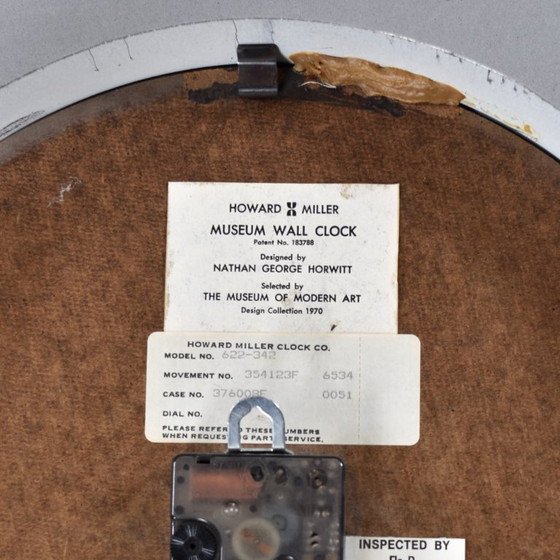 HOWARD MILLER
MUSEUM WALL CLOCK
Patent No. 183788
Designed by
NATHAN GEORGE HORWITT
Selected by
THE MUSEUM OF MODERN ART
Design Collection 1970
HOWARD MILLER CLOCK CO.
MODEL NO. 622-342
MOVEMENT NO. 354123F 6534
CASE NO. 376008F 0051
DIAL NO.
PLEASE REFER TO THESE NUMBERS
WHEN REQUESTING PARTS SERVICE.
INSPECTED BY